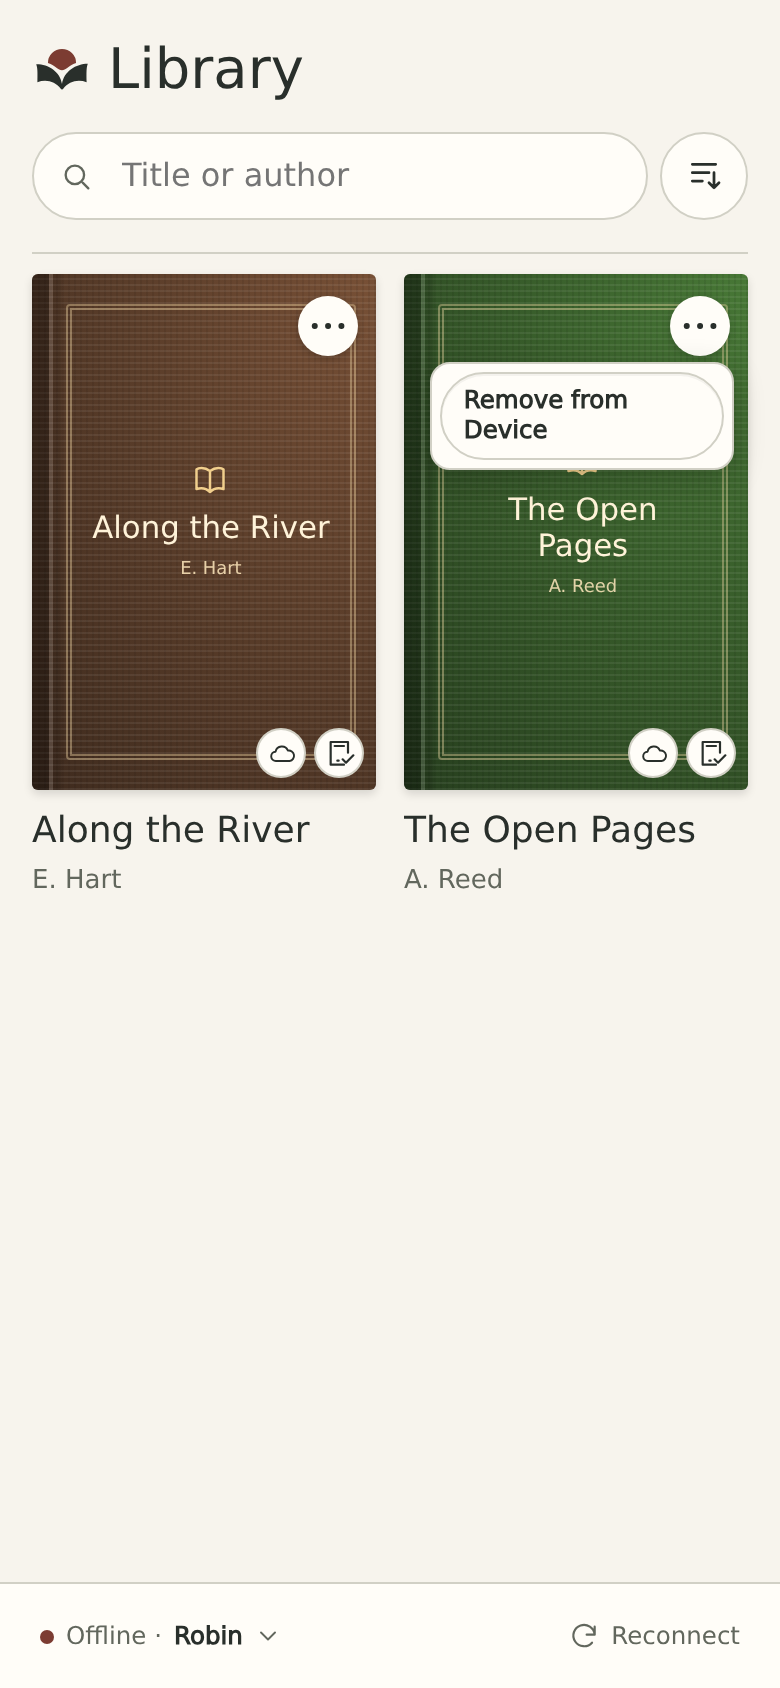 Library
Title or author
Along the River
E. Hart
Remove from
Device
The Open
Pages
A. Reed
Along the River
E. Hart
The Open Pages
A. Reed
Offline · Robin
Reconnect